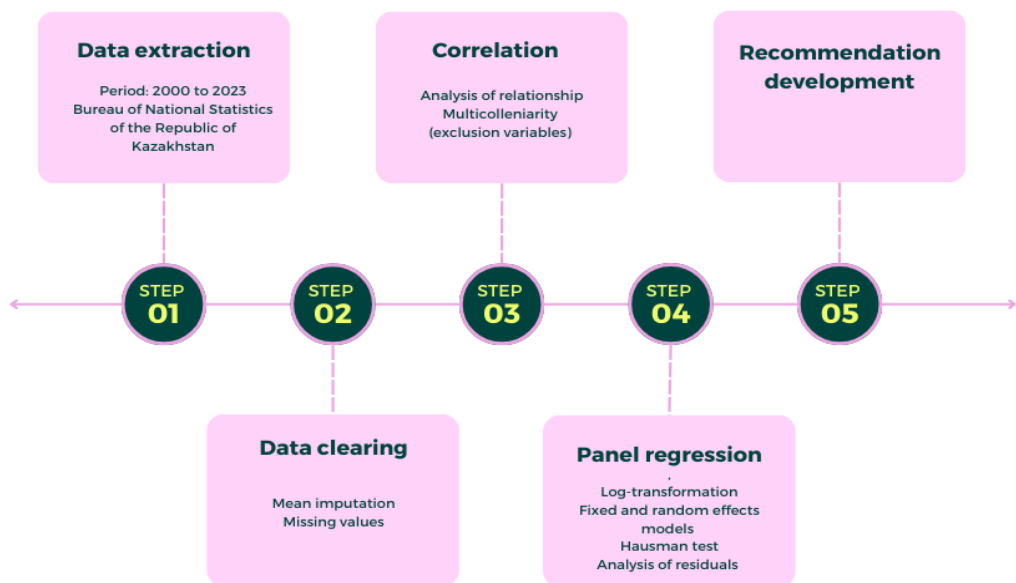 Data extraction
Period: 2000 to 2023
Bureau of National Statistics
of the Republic of
Kazakhstan
Correlation
Analysis of relationship
Multicolleniarity
(exclusion variables)
Recommendation
development
STEP
01
STEP
02
STEP
03
STEP
04
STEP
05
Data clearing
Mean imputation
Missing values
Panel regression
.
Log-transformation
Fixed and random effects
models
Hausman test
Analysis of residuals